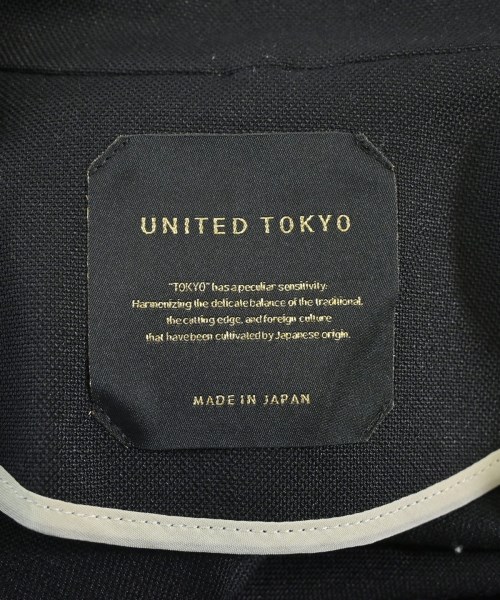 UNITED TOKYO
"TOKYO" has a peculiar sensitivity.
Harmonizing the delicate balance of the traditional,
the cutting edge, and foreign culture
that have been cultivated by Japanese origin.
MADE IN JAPAN